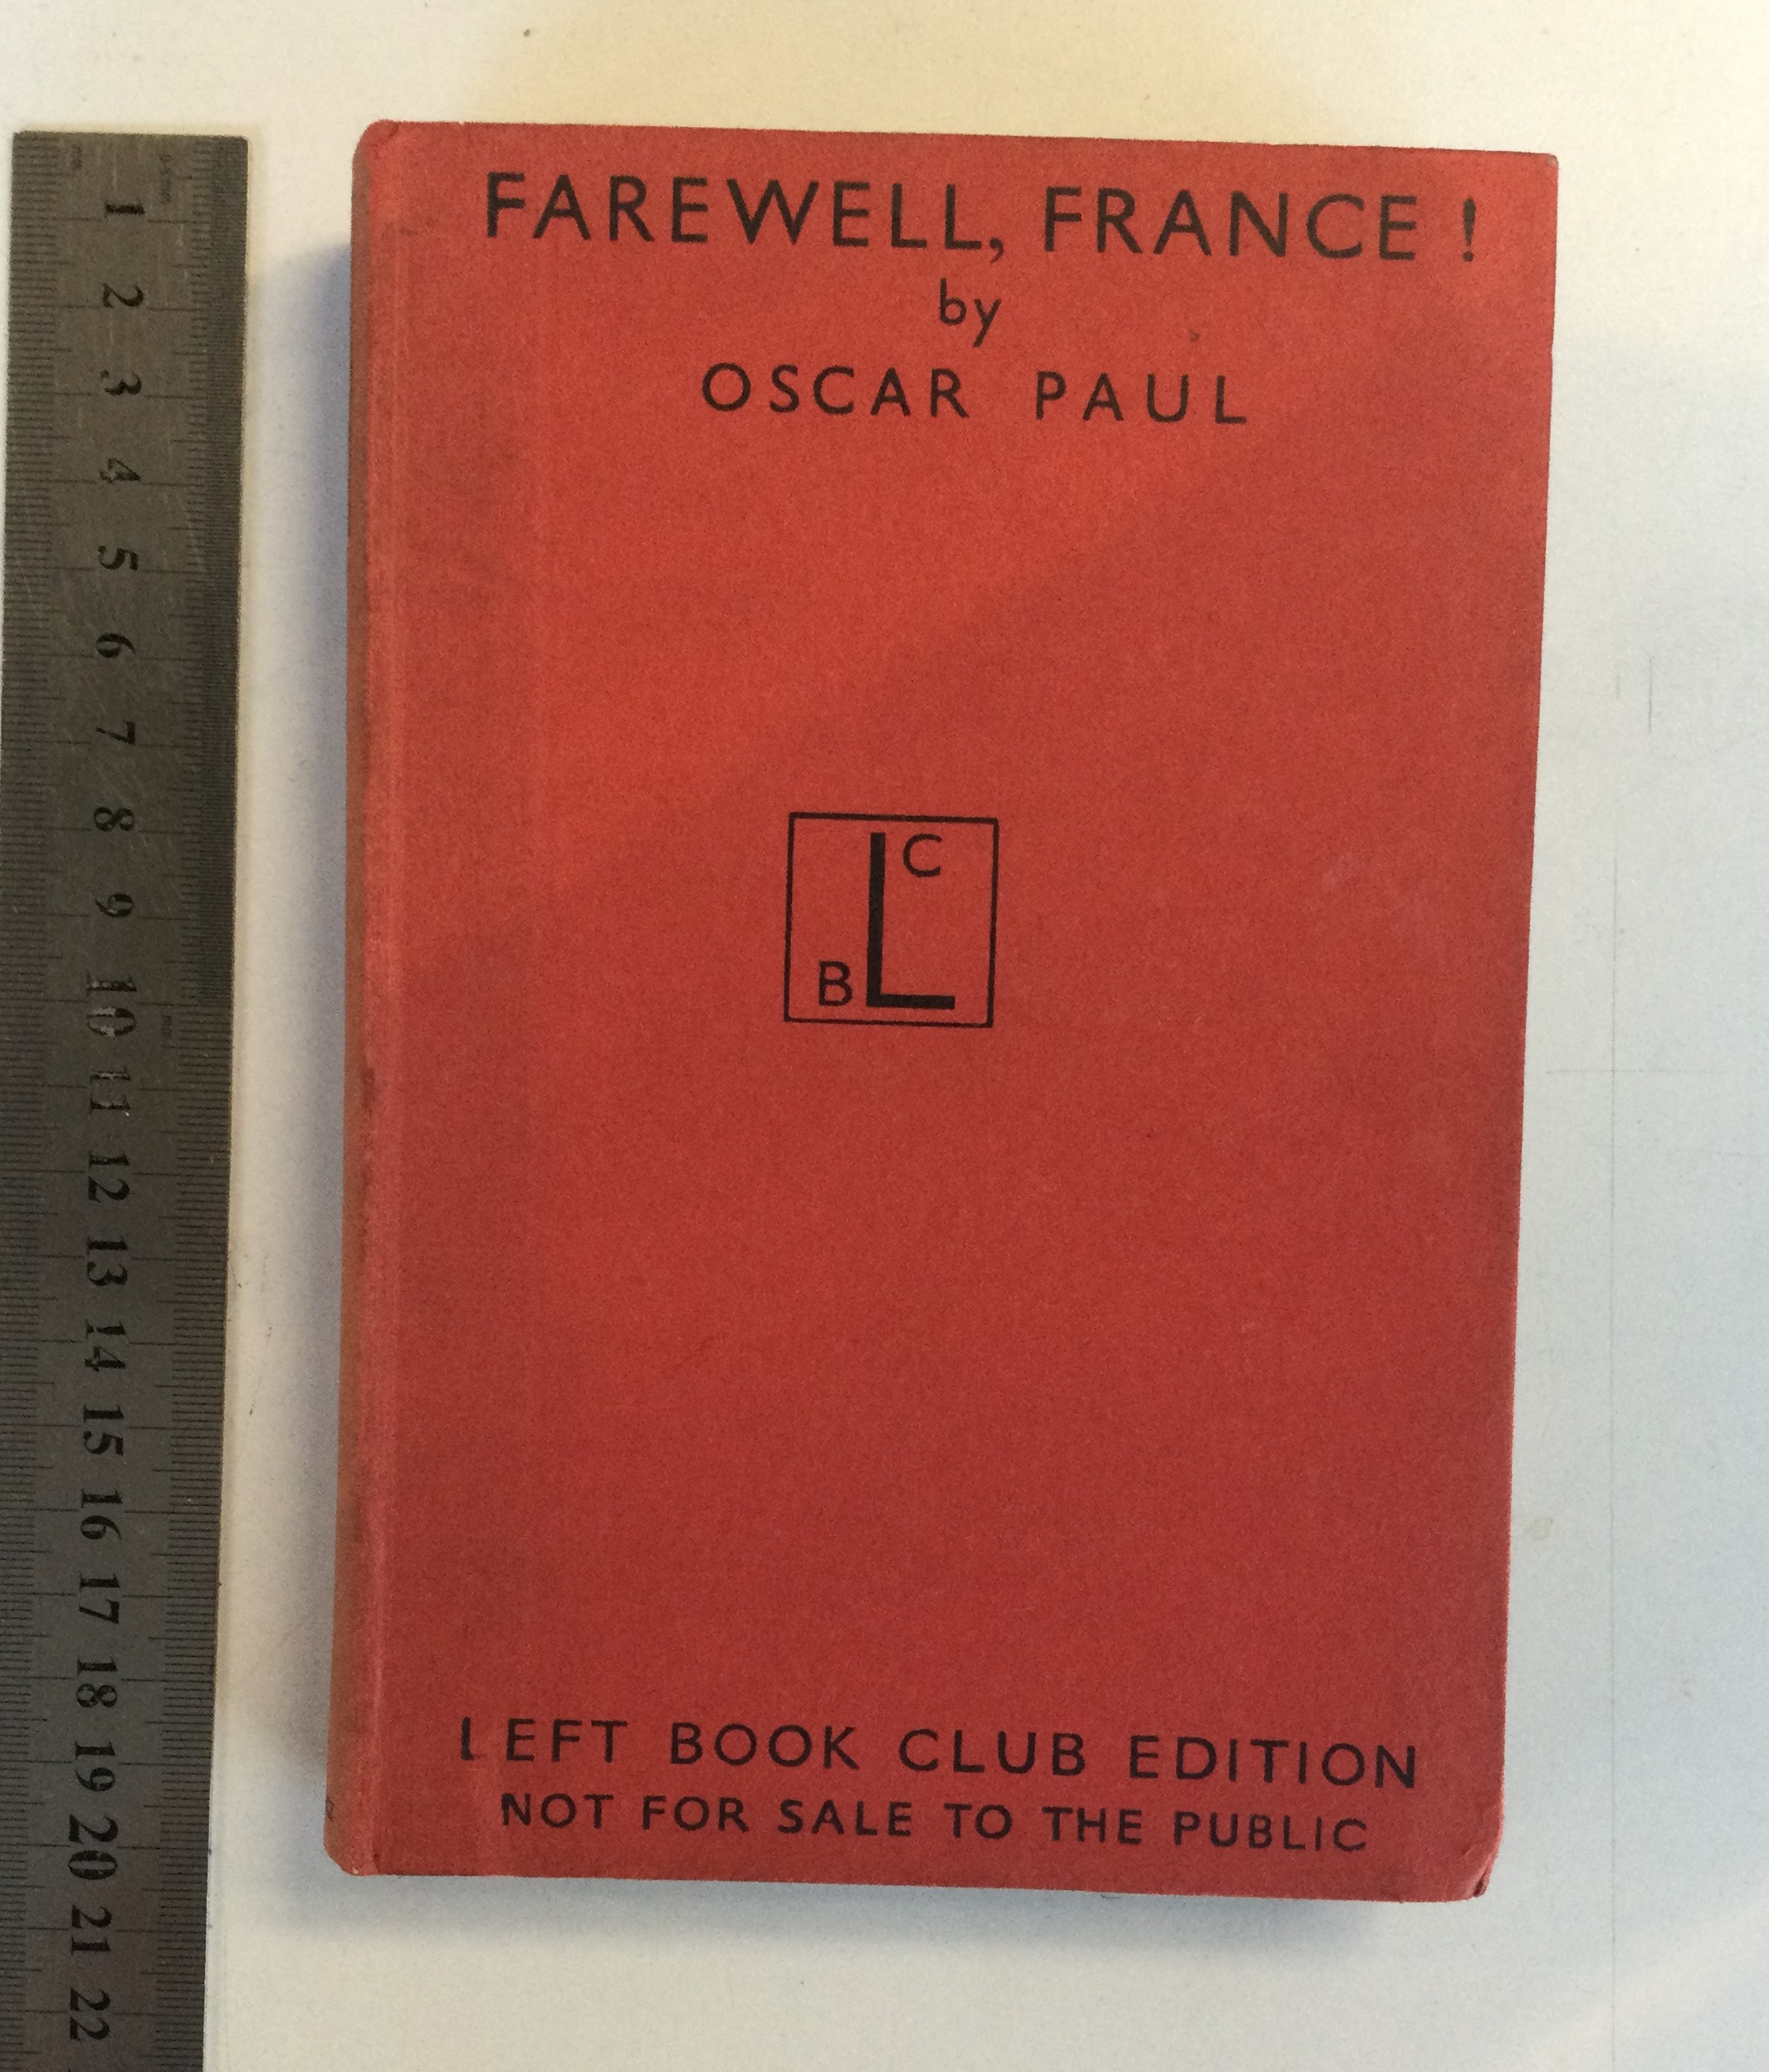 FAREWELL, FRANCE !
by
OSCAR PAUL
C
L
B
LEFT BOOK CLUB EDITION
NOT FOR SALE TO THE PUBLIC
1
2
3
4
5
6
7
8
9
10
11
12
13
14
15
16
17
18
19
20
21
22